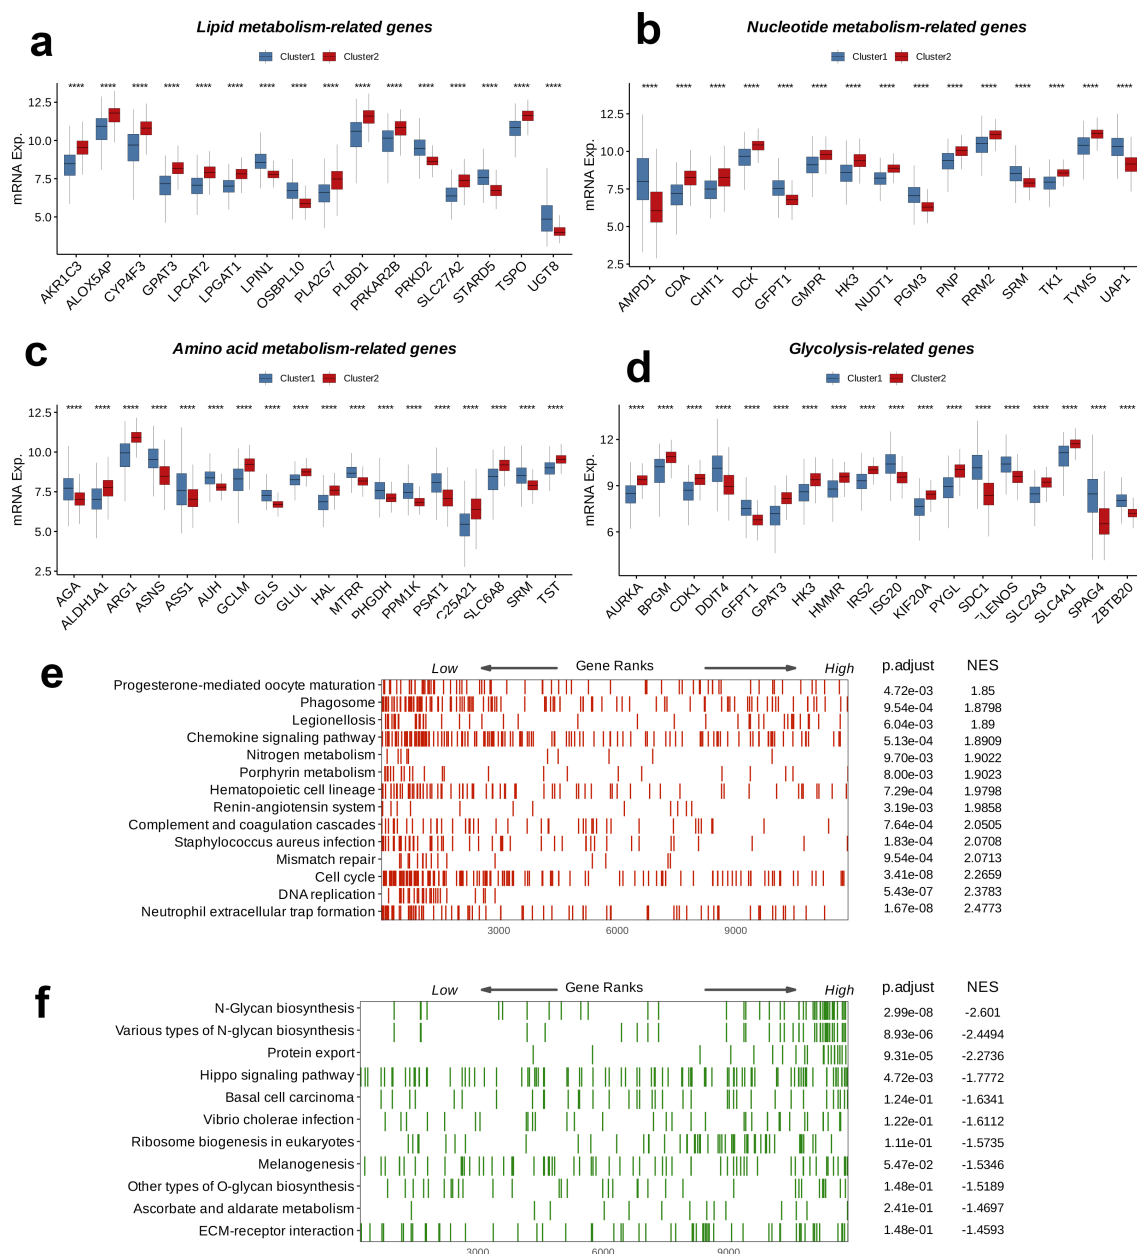 a
Lipid metabolism-related genes
Cluster1 Cluster2
**** **** **** **** **** **** **** **** **** **** **** **** **** **** **** ****
mRNA Exp.
12.5
10.0
7.5
5.0
AKR1C3 ALOX5AP CYP4F3 GPAT3 LPCAT2 LPGAT1 LPIN1 OSBPL10 PLA2G7 PLBD1 PRKAR2B PRKD2 SLC27A2 STARD5 TSPO UGT8
b
Nucleotide metabolism-related genes
Cluster1 Cluster2
**** **** **** **** **** **** **** **** **** **** **** **** **** **** ****
mRNA Exp.
12.5
10.0
7.5
5.0
2.5
AMPD1 CDA CHIT1 DCK GFPT1 GMPR HK3 NUDT1 PGM3 PNP RRM2 SRM TK1 TYMS UAP1
c
Amino acid metabolism-related genes
Cluster1 Cluster2
**** **** **** **** **** **** **** **** **** **** **** **** **** **** **** **** **** ****
mRNA Exp.
12.5
10.0
7.5
5.0
2.5
AGA ALDH1A1 ARG1 ASNS ASS1 AUH GCLM GLS GLUL HAL MTRR PHGDH PPM1K PSAT1 C25A21 SLC6A8 SRM TST
d
Glycolysis-related genes
Cluster1 Cluster2
**** **** **** **** **** **** **** **** **** **** **** **** **** **** **** **** **** ****
mRNA Exp.
12
9
6
AURKA BPGM CDK1 DDIT4 GFPT1 GPAT3 HK3 HMMR IRS2 ISG20 KIF20A PYGL SDC1 ELENOS SLC2A3 SLC4A1 SPAG4 ZBTB20
e
Low Gene Ranks High p.adjust NES
Progesterone-mediated oocyte maturation 4.72e-03 1.85
Phagosome 9.54e-04 1.8798
Legionellosis 6.04e-03 1.89
Chemokine signaling pathway 5.13e-04 1.8909
Nitrogen metabolism 9.70e-03 1.9022
Porphyrin metabolism 8.00e-03 1.9023
Hematopoietic cell lineage 7.29e-04 1.9798
Renin-angiotensin system 3.19e-03 1.9858
Complement and coagulation cascades 7.64e-04 2.0505
Staphylococcus aureus infection 1.83e-04 2.0708
Mismatch repair 9.54e-04 2.0713
Cell cycle 3.41e-08 2.2659
DNA replication 5.43e-07 2.3783
Neutrophil extracellular trap formation 1.67e-08 2.4773
3000 6000 9000
f
Low Gene Ranks High p.adjust NES
N-Glycan biosynthesis 2.99e-08 -2.601
Various types of N-glycan biosynthesis 8.93e-06 -2.4494
Protein export 9.31e-05 -2.2736
Hippo signaling pathway 4.72e-03 -1.7772
Basal cell carcinoma 1.24e-01 -1.6341
Vibrio cholerae infection 1.22e-01 -1.6112
Ribosome biogenesis in eukaryotes 1.11e-01 -1.5735
Melanogenesis 5.47e-02 -1.5346
Other types of O-glycan biosynthesis 1.48e-01 -1.5189
Ascorbate and aldarate metabolism 2.41e-01 -1.4697
ECM-receptor interaction 1.48e-01 -1.4593
3000 6000 9000